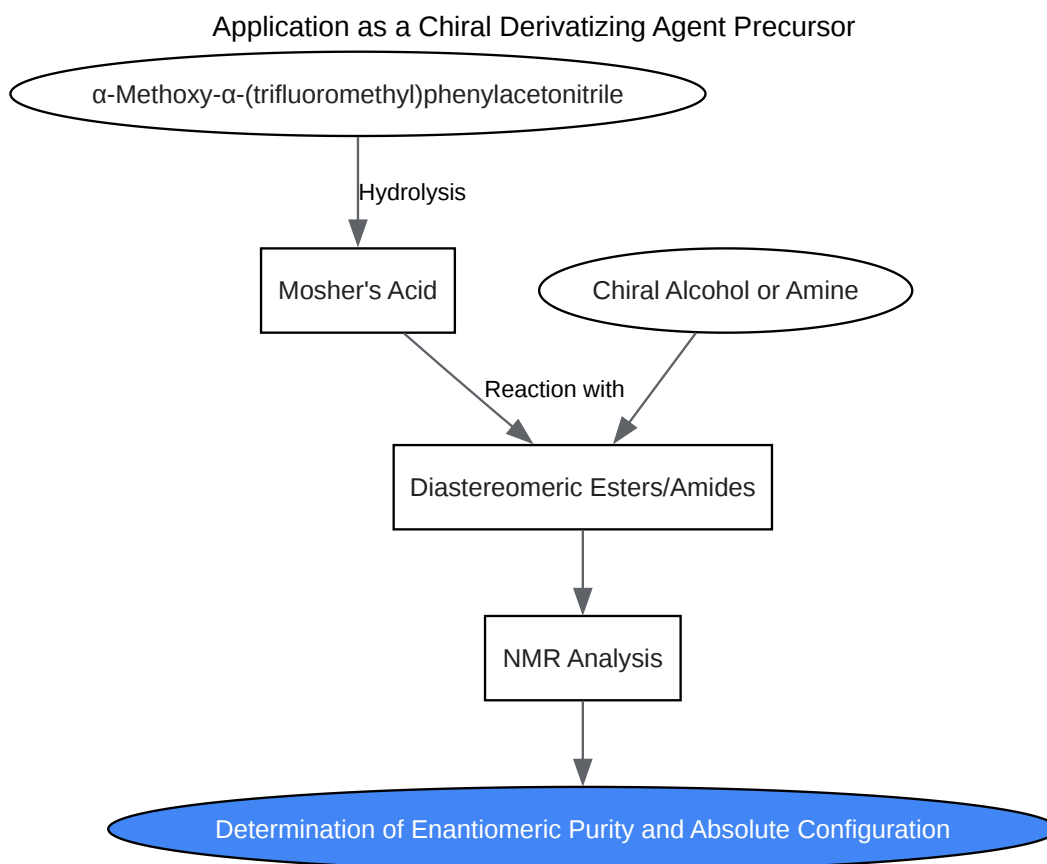 Application as a Chiral Derivatizing Agent Precursor
α-Methoxy-α-(trifluoromethyl)phenylacetonitrile
Hydrolysis
Mosher's Acid
Chiral Alcohol or Amine
Reaction with
Diastereomeric Esters/Amides
NMR Analysis
Determination of Enantiomeric Purity and Absolute Configuration